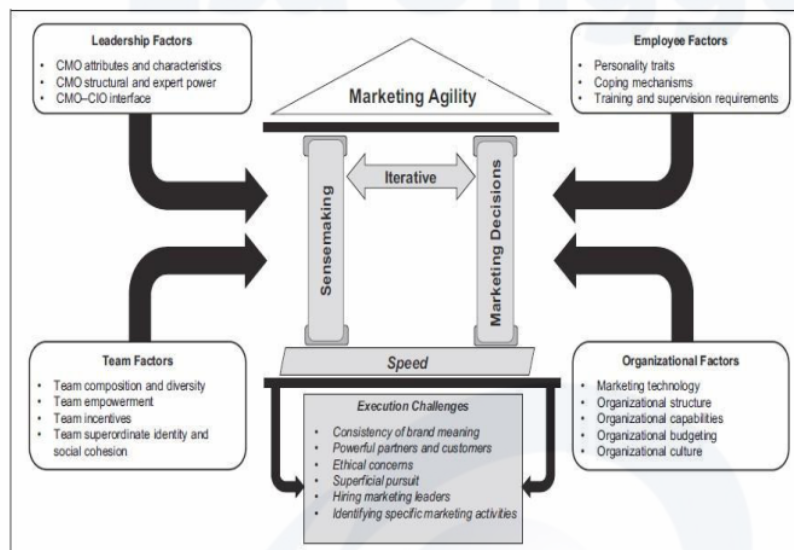 Leadership Factors
• CMO attributes and characteristics
• CMO structural and expert power
• CMO–CIO interface
Marketing Agility
Employee Factors
• Personality traits
• Coping mechanisms
• Training and supervision requirements
Iterative
Sensemaking
Marketing Decisions
Speed
Team Factors
• Team composition and diversity
• Team empowerment
• Team incentives
• Team superordinate identity and
social cohesion
Execution Challenges
• Consistency of brand meaning
• Powerful partners and customers
• Ethical concerns
• Superficial pursuit
• Hiring marketing leaders
• Identifying specific marketing activities
Organizational Factors
• Marketing technology
• Organizational structure
• Organizational capabilities
• Organizational budgeting
• Organizational culture